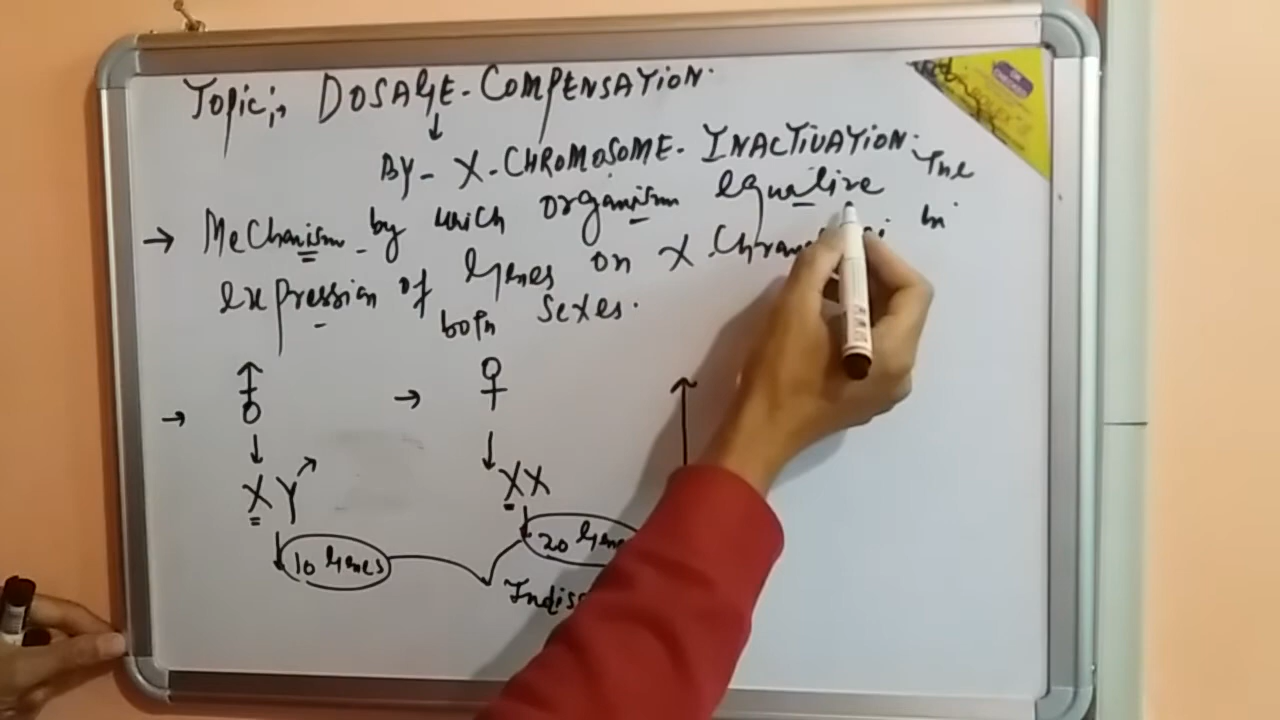 Topic:, DOSAGE-COMPENSATION.
↓
BY- X-CHROMOSOME- INACTIVATION.
→ Mechanism by which organism equalize the
expression of Genes on X. in
both sexes.
→ ♂ → ♀
↓ ↓
XY XX
10 Genes 20